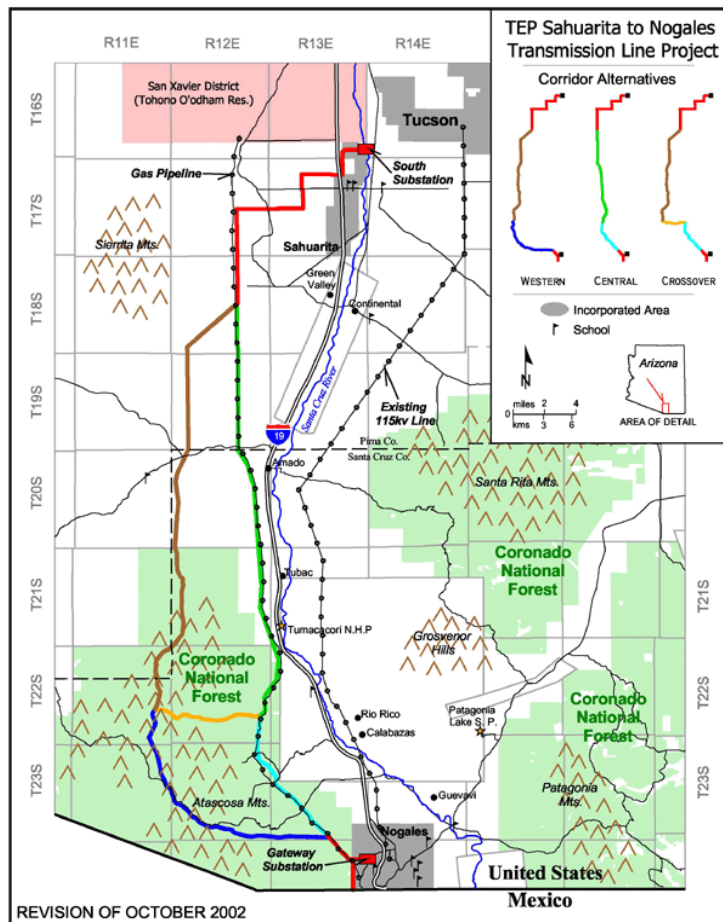 R11E
R12E
R13E
R14E
TEP Sahuarita to Nogales
Transmission Line Project
Corridor Alternatives
WESTERN
CENTRAL
CROSSOVER
Incorporated Area
School
N
miles 2 4
0
kms 3 6
Arizona
AREA OF DETAIL
T16S
T17S
T18S
T19S
T20S
T21S
T22S
T23S
T21S
T22S
T23S
San Xavier District
(Tohono O'odham Res.)
Tucson
Gas Pipeline
South
Substation
Sierrita Mts.
Sahuarita
Green
Valley
Continental
Santa Cruz River
Existing
115kv Line
19
Pima Co.
Santa Cruz Co.
Amado
Santa Rita Mts.
Coronado
National
Forest
Tubac
Tumacacori N.H.P
Grosvenor
Hills
Coronado
National
Forest
Rio Rico
Calabazas
Patagonia
Lake S. P.
Coronado
National
Forest
Atascosa Mts.
Guevavi
Patagonia
Mts.
Nogales
Gateway
Substation
United States
Mexico
REVISION OF OCTOBER 2002